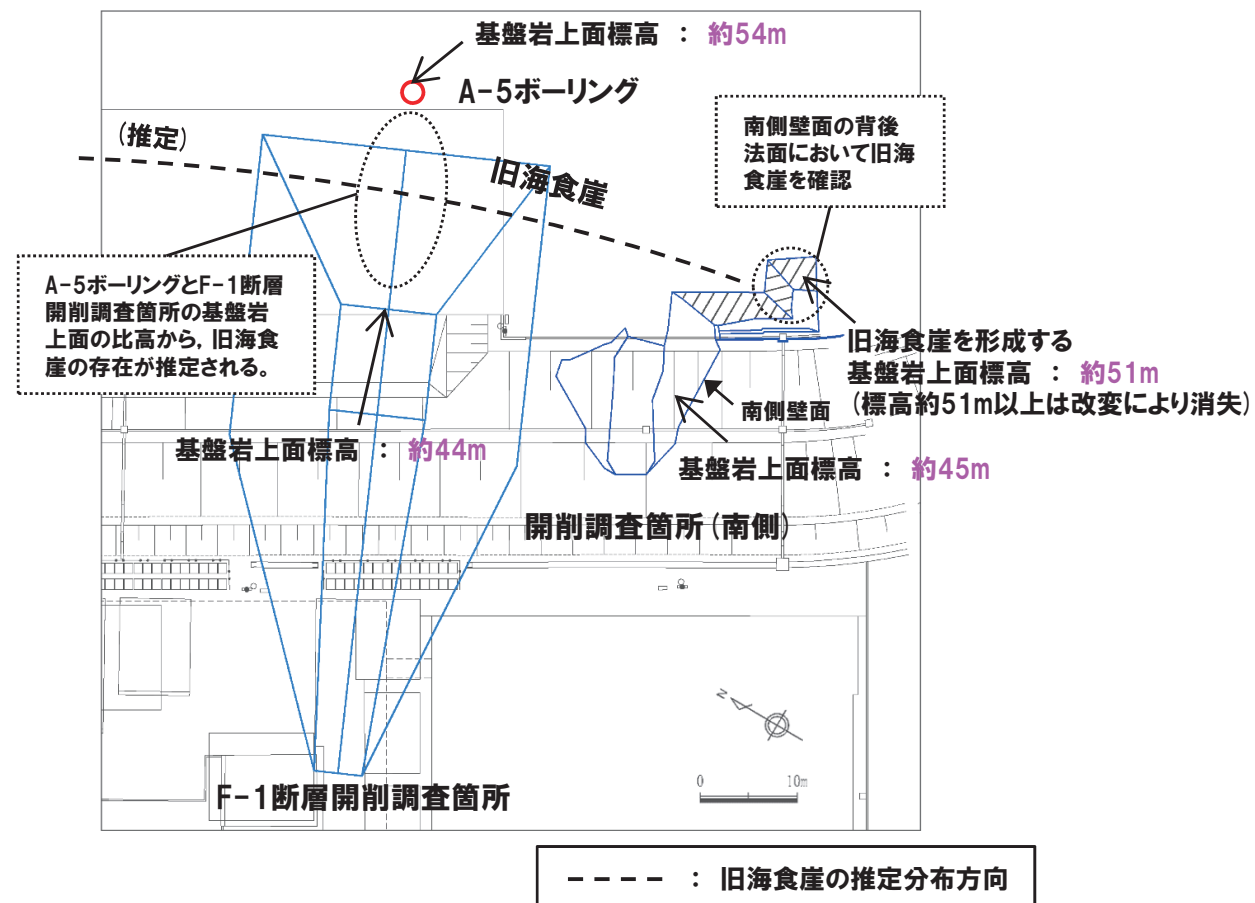 基盤岩上面標高 ： 約54m
A-5ボーリング
(推定)
旧海食崖
南側壁面の背後
法面において旧海
食崖を確認
A-5ボーリングとF-1断層
開削調査箇所の基盤岩
上面の比高から，旧海食
崖の存在が推定される。
旧海食崖を形成する
基盤岩上面標高 ： 約51m
(標高約51m以上は改変により消失)
南側壁面
基盤岩上面標高 ： 約44m
基盤岩上面標高 ： 約45m
開削調査箇所(南側)
N
0 10m
F-1断層開削調査箇所
---- ： 旧海食崖の推定分布方向